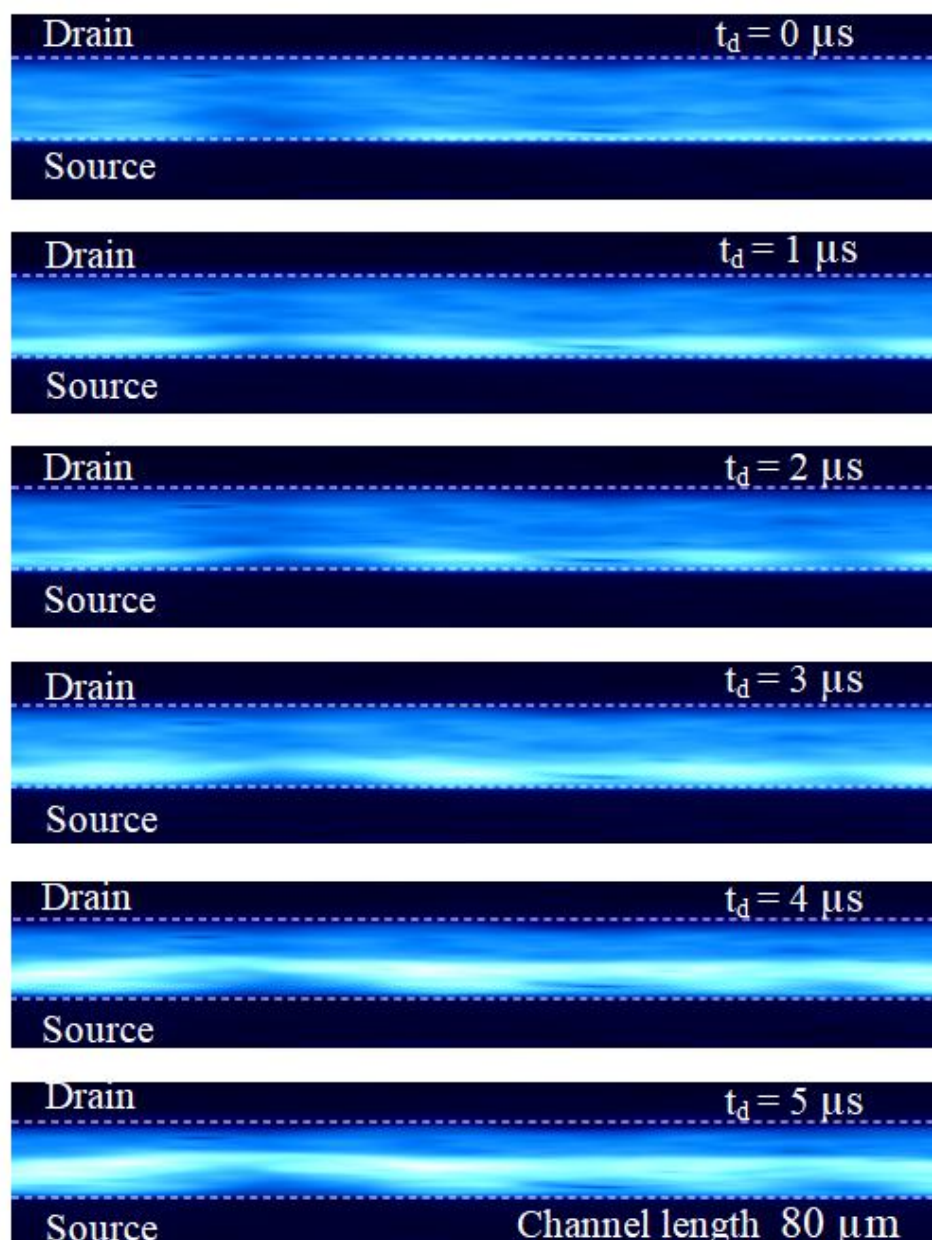 Drain t_d = 0 μs
Source
Drain t_d = 1 μs
Source
Drain t_d = 2 μs
Source
Drain t_d = 3 μs
Source
Drain t_d = 4 μs
Source
Drain t_d = 5 μs
Source Channel length 80 μm